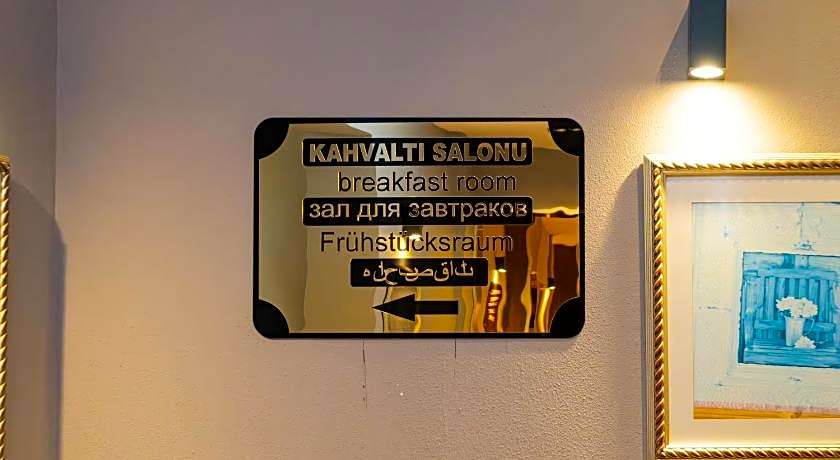 KAHVALTI SALONU
breakfast room
зал для завтраков
Frühstücksraum